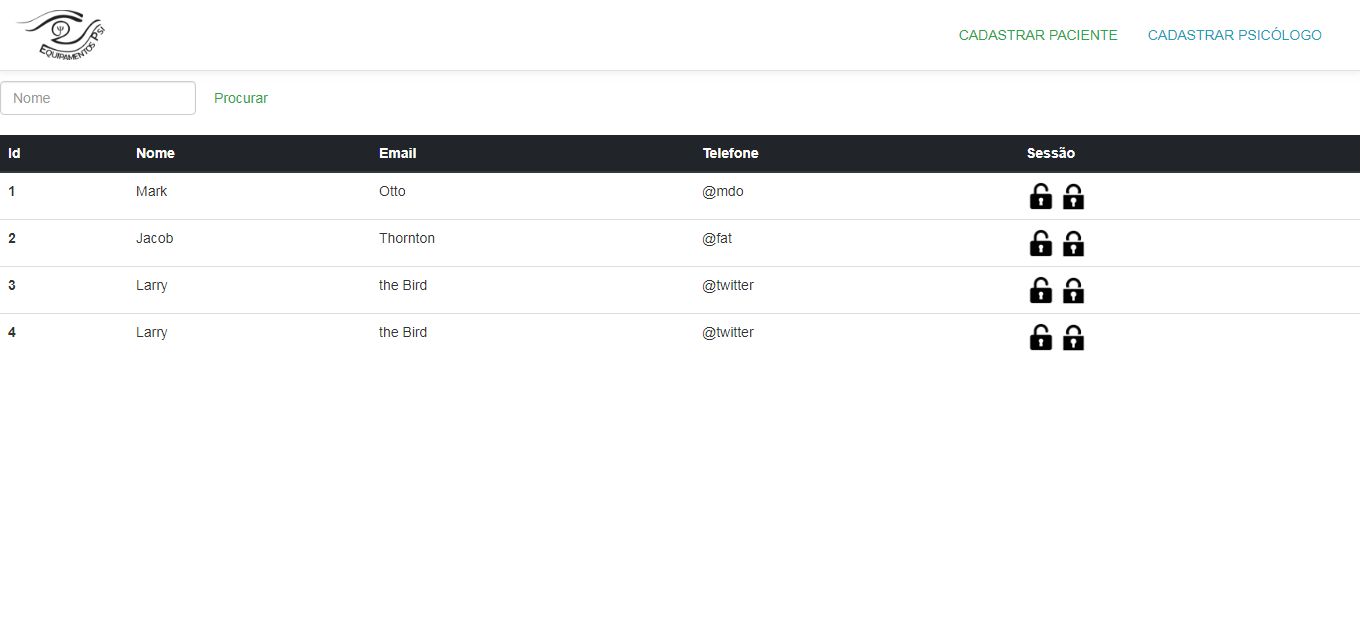 Ψ
EQUIPAMENTOS PSI
CADASTRAR PACIENTE CADASTRAR PSICÓLOGO
Nome Procurar
Id Nome Email Telefone Sessão
1 Mark Otto @mdo
2 Jacob Thornton @fat
3 Larry the Bird @twitter
4 Larry the Bird @twitter